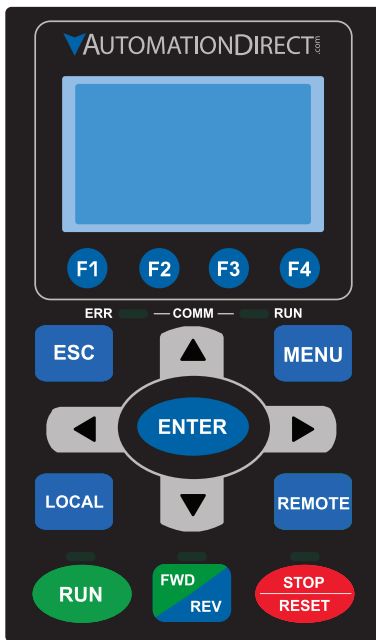 AUTOMATIONDIRECT.com
F1 F2 F3 F4
ERR COMM RUN
ESC MENU
ENTER
LOCAL REMOTE
RUN FWD STOP
REV RESET